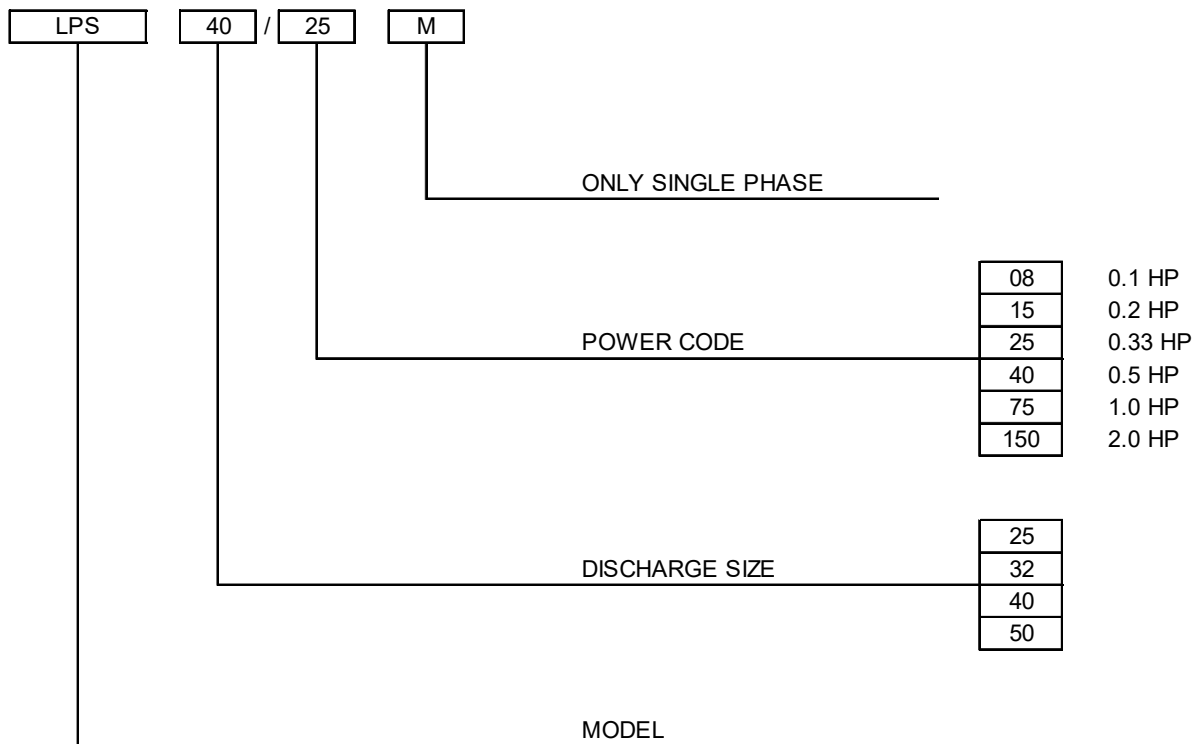 LPS 40 / 25 M
ONLY SINGLE PHASE
08 0.1 HP
15 0.2 HP
POWER CODE 25 0.33 HP
40 0.5 HP
75 1.0 HP
150 2.0 HP
25
DISCHARGE SIZE 32
40
50
MODEL